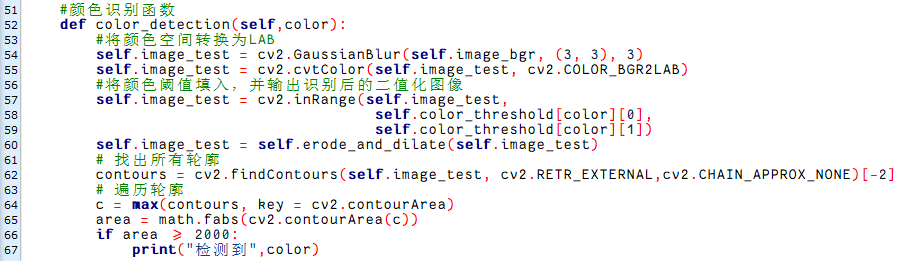 51 #颜色识别函数
52 def color_detection(self,color):
53 #将颜色空间转换为LAB
54 self.image_test = cv2.GaussianBlur(self.image_bgr, (3, 3), 3)
55 self.image_test = cv2.cvtColor(self.image_test, cv2.COLOR_BGR2LAB)
56 #将颜色阈值填入，并输出识别后的二值化图像
57 self.image_test = cv2.inRange(self.image_test,
58 self.color_threshold[color][0],
59 self.color_threshold[color][1])
60 self.image_test = self.erode_and_dilate(self.image_test)
61 # 找出所有轮廓
62 contours = cv2.findContours(self.image_test, cv2.RETR_EXTERNAL,cv2.CHAIN_APPROX_NONE)[-2]
63 # 遍历轮廓
64 c = max(contours, key = cv2.contourArea)
65 area = math.fabs(cv2.contourArea(c))
66 if area ⩾ 2000:
67 print("检测到",color)